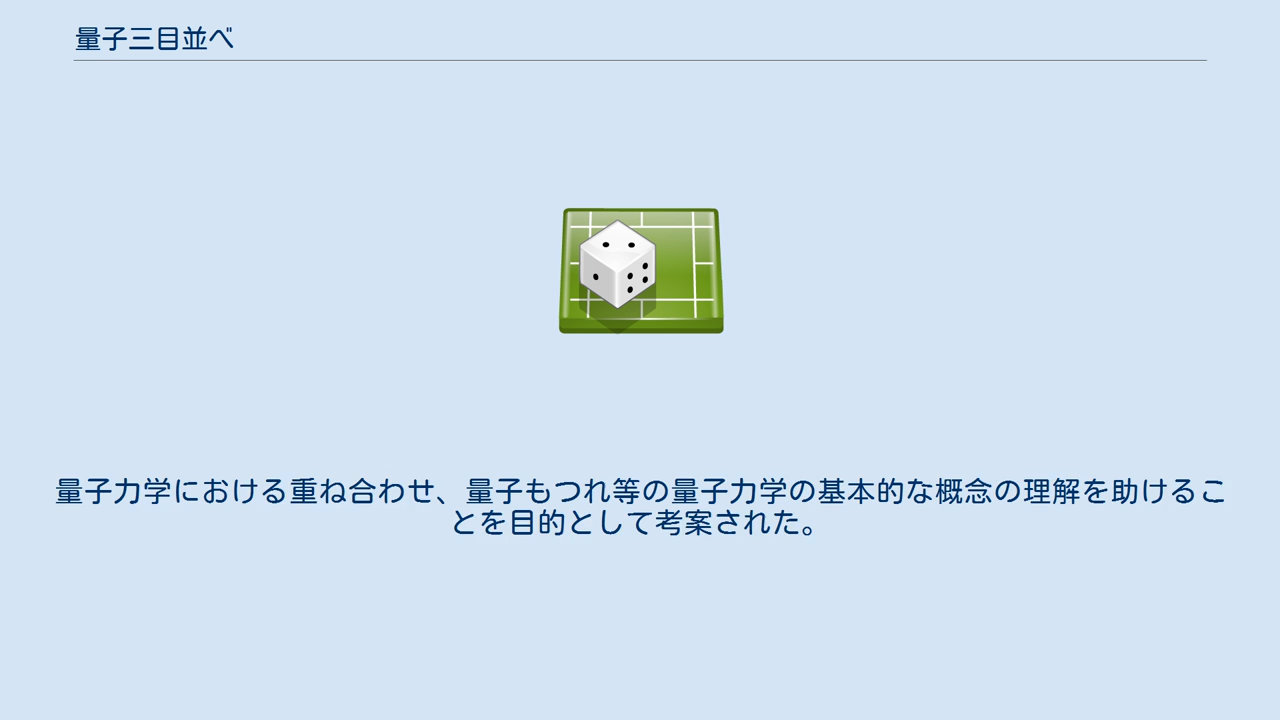 量子三目並べ
量子力学における重ね合わせ、量子もつれ等の量子力学の基本的な概念の理解を助けるこ
とを目的として考案された。